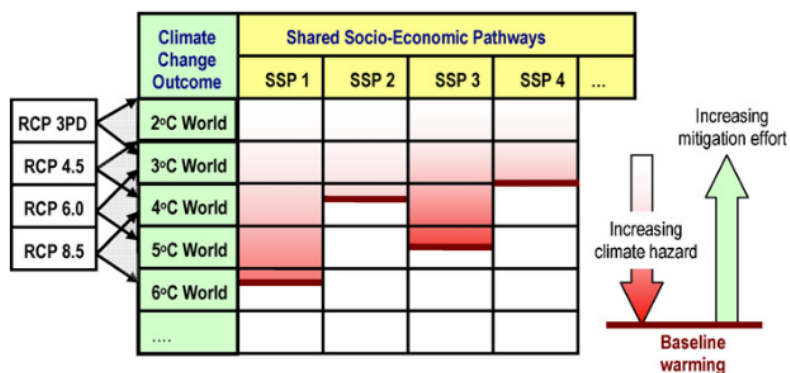 Climate
Change
Outcome
Shared Socio-Economic Pathways
SSP 1
SSP 2
SSP 3
SSP 4
...
RCP 3PD
RCP 4.5
RCP 6.0
RCP 8.5
2°C World
3°C World
4°C World
5°C World
6°C World
....
Increasing
mitigation effort
Increasing
climate hazard
Baseline
warming